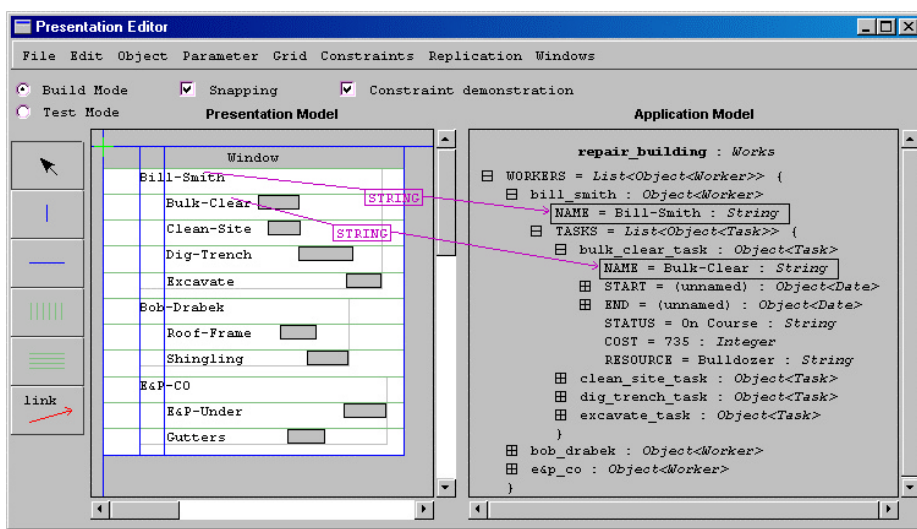 Presentation Editor
File Edit Object Parameter Grid Constraints Replication Windows
Build Mode Snapping Constraint demonstration
Test Mode
Presentation Model
Application Model
link
Window
Bill-Smith
Bulk-Clear
Clean-Site
Dig-Trench
Excavate
Bob-Drabek
Roof-Frame
Shingling
E&P-CO
E&P-Under
Gutters
STRING
STRING
repair_building : Works
WORKERS = List<Object<Worker>> {
bill_smith : Object<Worker>
NAME = Bill-Smith : String
TASKS = List<Object<Task>> {
bulk_clear_task : Object<Task>
NAME = Bulk-Clear : String
START = (unnamed) : Object<Date>
END = (unnamed) : Object<Date>
STATUS = On Course : String
COST = 735 : Integer
RESOURCE = Bulldozer : String
clean_site_task : Object<Task>
dig_trench_task : Object<Task>
excavate_task : Object<Task>
}
bob_drabek : Object<Worker>
e&p_co : Object<Worker>
}